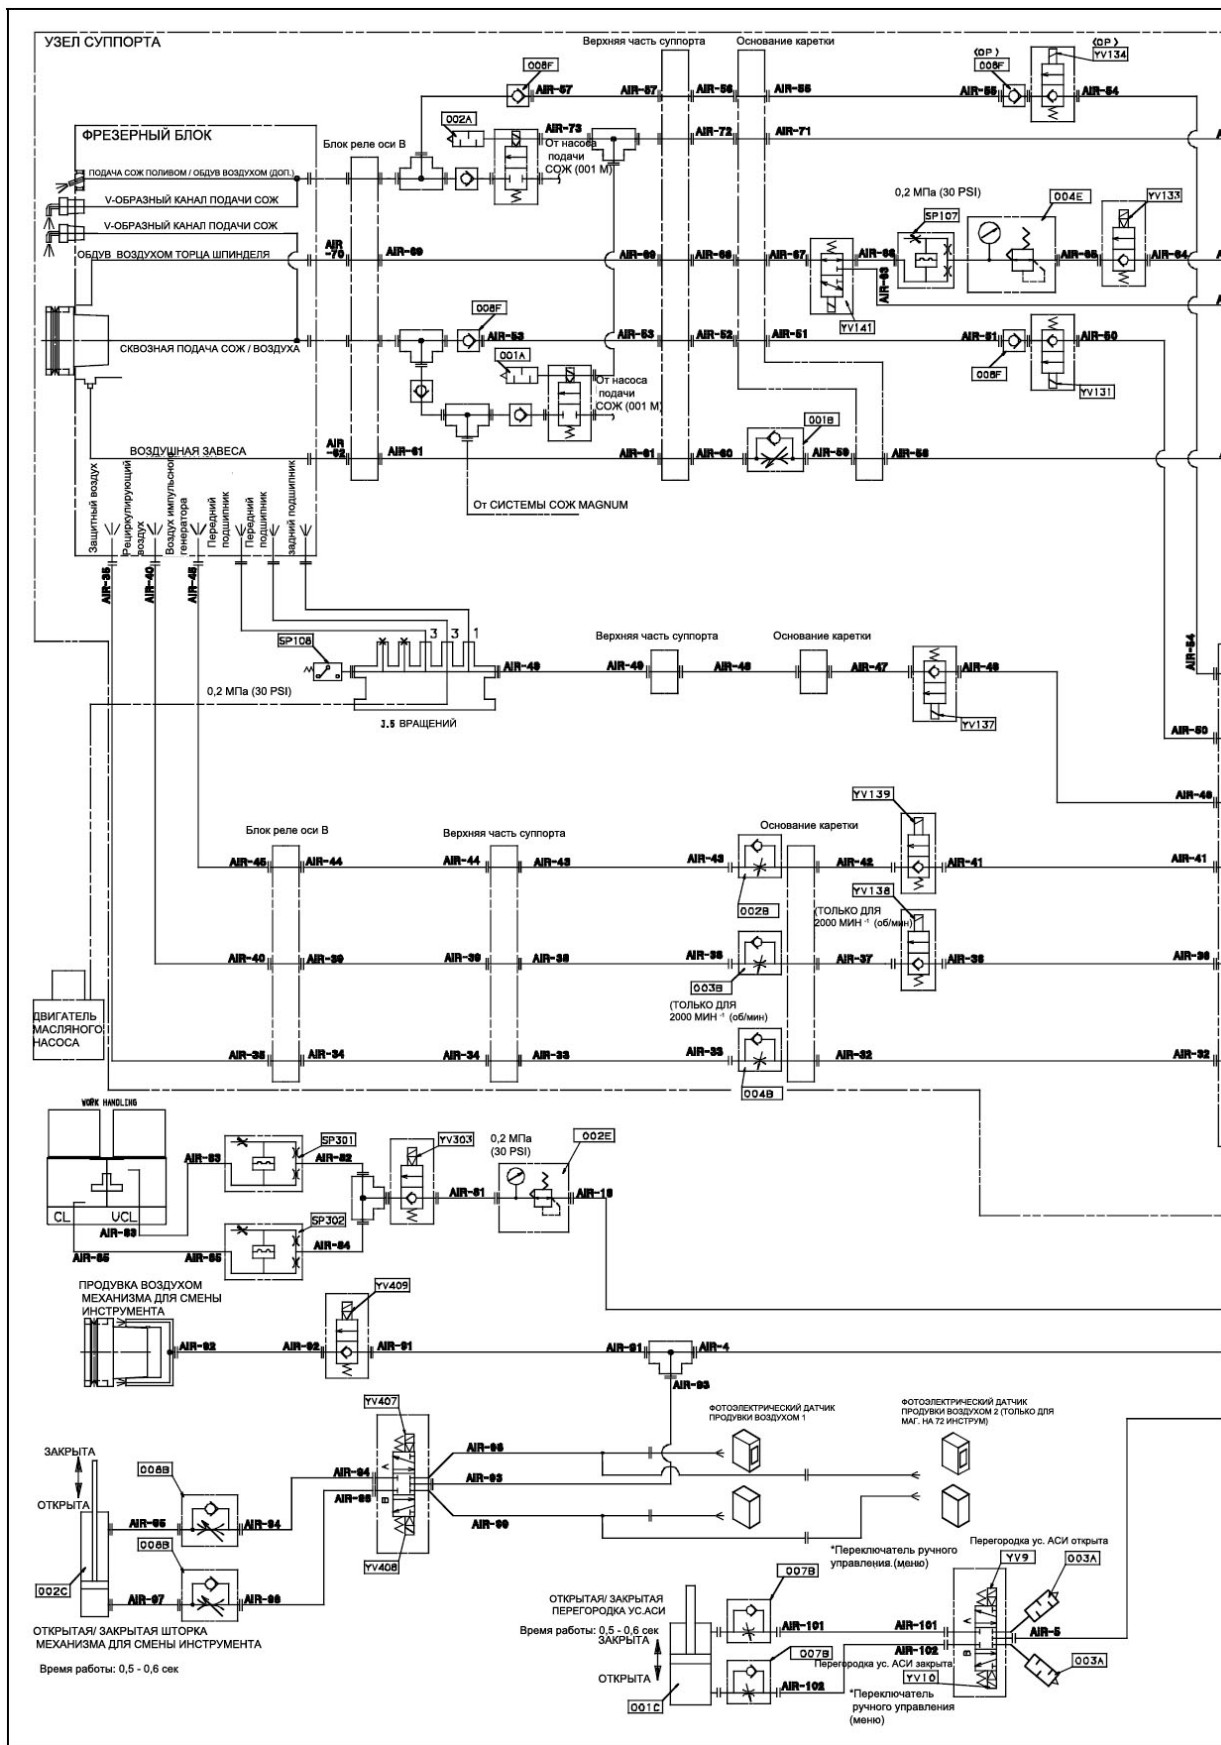 УЗЕЛ СУППОРТА
Верхняя часть суппорта
Основание каретки
(OP)
YV134
(OP)
008F
008F
AIR-57
AIR-57
AIR-56
AIR-55
AIR-55
AIR-54
ФРЕЗЕРНЫЙ БЛОК
Блок реле оси В
002A
AIR-73
AIR-72
AIR-71
От насоса
подачи
СОЖ (001 М)
ПОДАЧА СОЖ ПОЛИВОМ / ОБДУВ ВОЗДУХОМ (ДОП.)
V-ОБРАЗНЫЙ КАНАЛ ПОДАЧИ СОЖ
V-ОБРАЗНЫЙ КАНАЛ ПОДАЧИ СОЖ
0,2 МПа (30 PSI)
SP107
004E
YV133
ОБДУВ ВОЗДУХОМ ТОРЦА ШПИНДЕЛЯ
AIR
-70
AIR-69
AIR-69
AIR-68
AIR-67
AIR-66
AIR-65
AIR-64
AIR-63
YV141
008F
СКВОЗНАЯ ПОДАЧА СОЖ / ВОЗДУХА
AIR-53
AIR-53
AIR-52
AIR-51
AIR-51
AIR-50
001A
008F
YV131
От насоса
подачи
СОЖ (001 М)
001B
ВОЗДУШНАЯ ЗАВЕСА
AIR
-62
AIR-61
AIR-61
AIR-60
AIR-59
AIR-58
От СИСТЕМЫ СОЖ MAGNUM
Защитный воздух
Рециркулирующий
воздух
Воздух импульсного
генератора
Передний
подшипник
Передний
подшипник
задний подшипник
AIR-35
AIR-40
AIR-45
SP108
3
3
1
0,2 МПа (30 PSI)
3.5 ВРАЩЕНИЙ
Верхняя часть суппорта
Основание каретки
AIR-49
AIR-49
AIR-48
AIR-47
AIR-46
YV137
AIR-54
AIR-50
AIR-46
YV139
Блок реле оси В
Верхняя часть суппорта
Основание каретки
AIR-45
AIR-44
AIR-44
AIR-43
AIR-43
AIR-42
AIR-41
AIR-41
002B
YV138
(ТОЛЬКО ДЛЯ
2000 МИН -1 (об/мин)
AIR-40
AIR-39
AIR-39
AIR-38
AIR-38
AIR-37
AIR-36
AIR-36
003B
(ТОЛЬКО ДЛЯ
2000 МИН -1 (об/мин)
ДВИГАТЕЛЬ
МАСЛЯНОГО
НАСОСА
AIR-35
AIR-34
AIR-34
AIR-33
AIR-33
AIR-32
AIR-32
004B
WORK HANDLING
SP301
YV303
0,2 МПа
(30 PSI)
002E
AIR-83
AIR-82
AIR-81
AIR-16
CL
UCL
AIR-83
SP302
AIR-85
AIR-85
AIR-84
ПРОДУВКА ВОЗДУХОМ
МЕХАНИЗМА ДЛЯ СМЕНЫ
ИНСТРУМЕНТА
YV409
AIR-92
AIR-92
AIR-91
AIR-91
AIR-4
AIR-93
YV407
ФОТОЭЛЕКТРИЧЕСКИЙ ДАТЧИК
ПРОДУВКИ ВОЗДУХОМ 1
ФОТОЭЛЕКТРИЧЕСКИЙ ДАТЧИК
ПРОДУВКИ ВОЗДУХОМ 2 (ТОЛЬКО ДЛЯ
МАГ. НА 72 ИНСТРУМ)
ЗАКРЫТА
ОТКРЫТА
006B
AIR-94
A
AIR-93
AIR-95
AIR-94
B
AIR-99
006B
YV408
002C
AIR-97
ОТКРЫТАЯ/ ЗАКРЫТАЯ ШТОРКА
МЕХАНИЗМА ДЛЯ СМЕНЫ ИНСТРУМЕНТА
Время работы: 0,5 - 0,6 сек
*Переключатель ручного
управления.(меню)
Перегородка ус. АСИ открыта
YV9
003A
007B
ОТКРЫТАЯ/ ЗАКРЫТАЯ
ПЕРЕГОРОДКА УС.АСИ
Время работы: 0,5 - 0,6 сек
ЗАКРЫТА
ОТКРЫТА
AIR-101
AIR-101
A
AIR-5
AIR-102
B
007B
Перегородка ус. АСИ закрыта
YV10
003A
AIR-102
001C
*Переключатель
ручного управления
(меню)